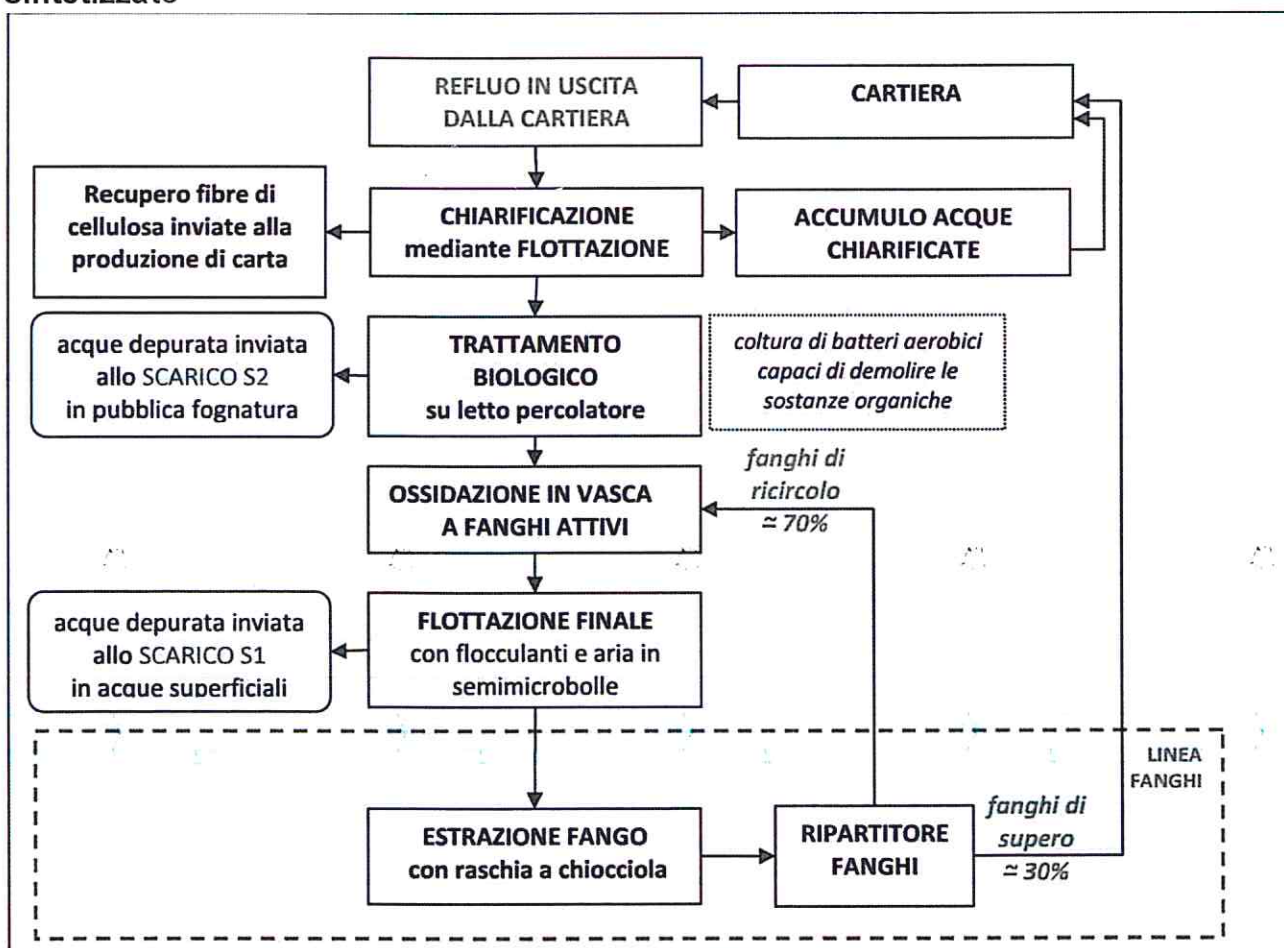 REFLUO IN USCITA
DALLA CARTIERA
CARTIERA
Recupero fibre di
cellulosa inviate alla
produzione di carta
CHIARIFICAZIONE
mediante FLOTTAZIONE
ACCUMULO ACQUE
CHIARIFICATE
acque depurata inviata
allo SCARICO S2
in pubblica fognatura
TRATTAMENTO
BIOLOGICO
su letto percolatore
coltura di batteri aerobici
capaci di demolire le
sostanze organiche
OSSIDAZIONE IN VASCA
A FANGHI ATTIVI
fanghi di
ricircolo
≃ 70%
acque depurata inviata
allo SCARICO S1
in acque superficiali
FLOTTAZIONE FINALE
con flocculanti e aria in
semimicrobolle
LINEA
FANGHI
ESTRAZIONE FANGO
con raschia a chiocciola
RIPARTITORE
FANGHI
fanghi di
supero
≃ 30%